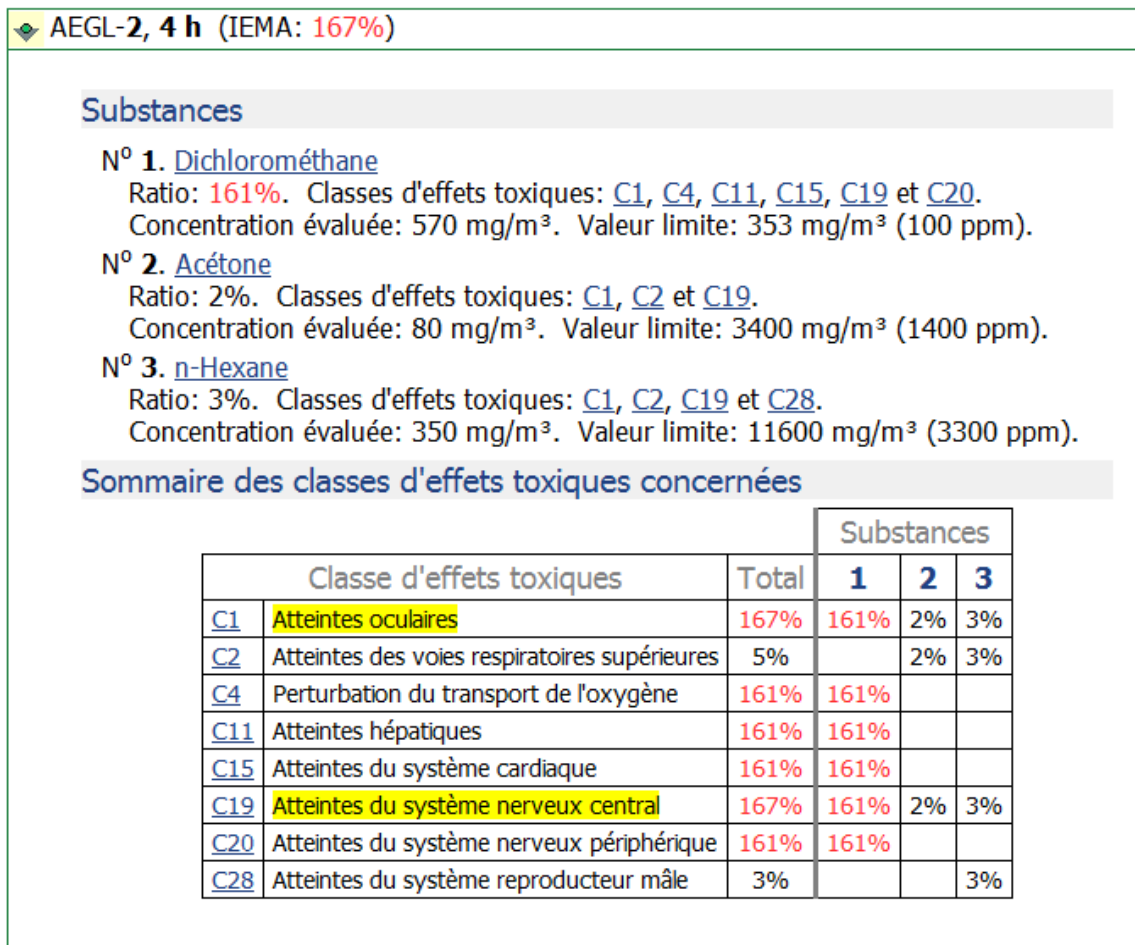 AEGL-2, 4 h (IEMA: 167%)
Substances
Nº 1. Dichlorométhane
Ratio: 161%. Classes d'effets toxiques: C1, C4, C11, C15, C19 et C20.
Concentration évaluée: 570 mg/m³. Valeur limite: 353 mg/m³ (100 ppm).
Nº 2. Acétone
Ratio: 2%. Classes d'effets toxiques: C1, C2 et C19.
Concentration évaluée: 80 mg/m³. Valeur limite: 3400 mg/m³ (1400 ppm).
Nº 3. n-Hexane
Ratio: 3%. Classes d'effets toxiques: C1, C2, C19 et C28.
Concentration évaluée: 350 mg/m³. Valeur limite: 11600 mg/m³ (3300 ppm).
Sommaire des classes d'effets toxiques concernées
Substances
Classe d'effets toxiques Total 1 2 3
C1 Atteintes oculaires 167% 161% 2% 3%
C2 Atteintes des voies respiratoires supérieures 5% 2% 3%
C4 Perturbation du transport de l'oxygène 161% 161%
C11 Atteintes hépatiques 161% 161%
C15 Atteintes du système cardiaque 161% 161%
C19 Atteintes du système nerveux central 167% 161% 2% 3%
C20 Atteintes du système nerveux périphérique 161% 161%
C28 Atteintes du système reproducteur mâle 3% 3%